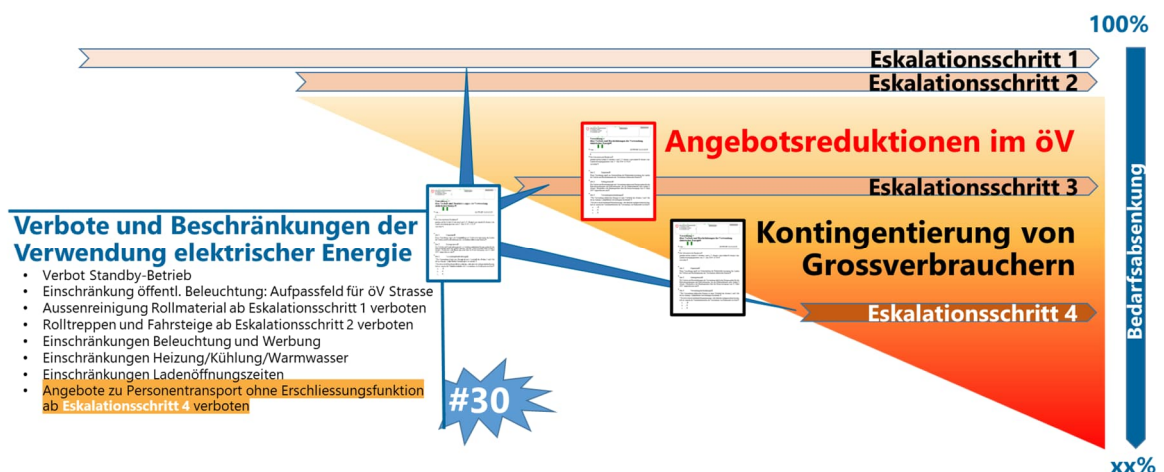 100%
Eskalationsschritt 1
Eskalationsschritt 2
Angebotsreduktionen im öV
Eskalationsschritt 3
Verbote und Beschränkungen der
Verwendung elektrischer Energie
• Verbot Standby-Betrieb
• Einschränkung öffentl. Beleuchtung: Aufpassfeld für öV Strasse
• Aussenreinigung Rollmaterial ab Eskalationsschritt 1 verboten
• Rolltreppen und Fahrsteige ab Eskalationsschritt 2 verboten
• Einschränkungen Beleuchtung und Werbung
• Einschränkungen Heizung/Kühlung/Warmwasser
• Einschränkungen Ladenöffnungszeiten
• Angebote zu Personentransport ohne Erschliessungsfunktion
ab Eskalationsschritt 4 verboten
#30
Kontingentierung von
Grossverbrauchern
Eskalationsschritt 4
Bedarfsabsenkung
xx%